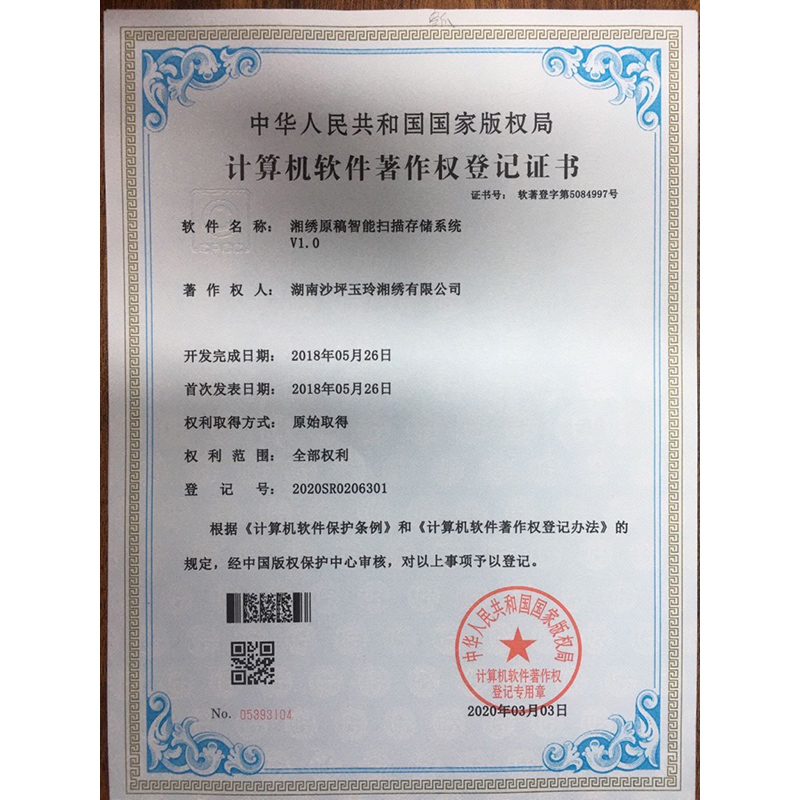 中华人民共和国国家版权局
计算机软件著作权登记证书
证书号： 软著登字第5084997号
软件名称： 湘绣原稿智能扫描存储系统
V1.0
著作权人： 湖南沙坪玉玲湘绣有限公司
开发完成日期： 2018年05月26日
首次发表日期： 2018年05月26日
权利取得方式： 原始取得
权利范围： 全部权利
登记号： 2020SR0206301
根据《计算机软件保护条例》和《计算机软件著作权登记办法》的
规定，经中国版权保护中心审核，对以上事项予以登记。
中华人民共和国国家版权局
计算机软件著作权
登记专用章
No. 05393104
2020年03月03日